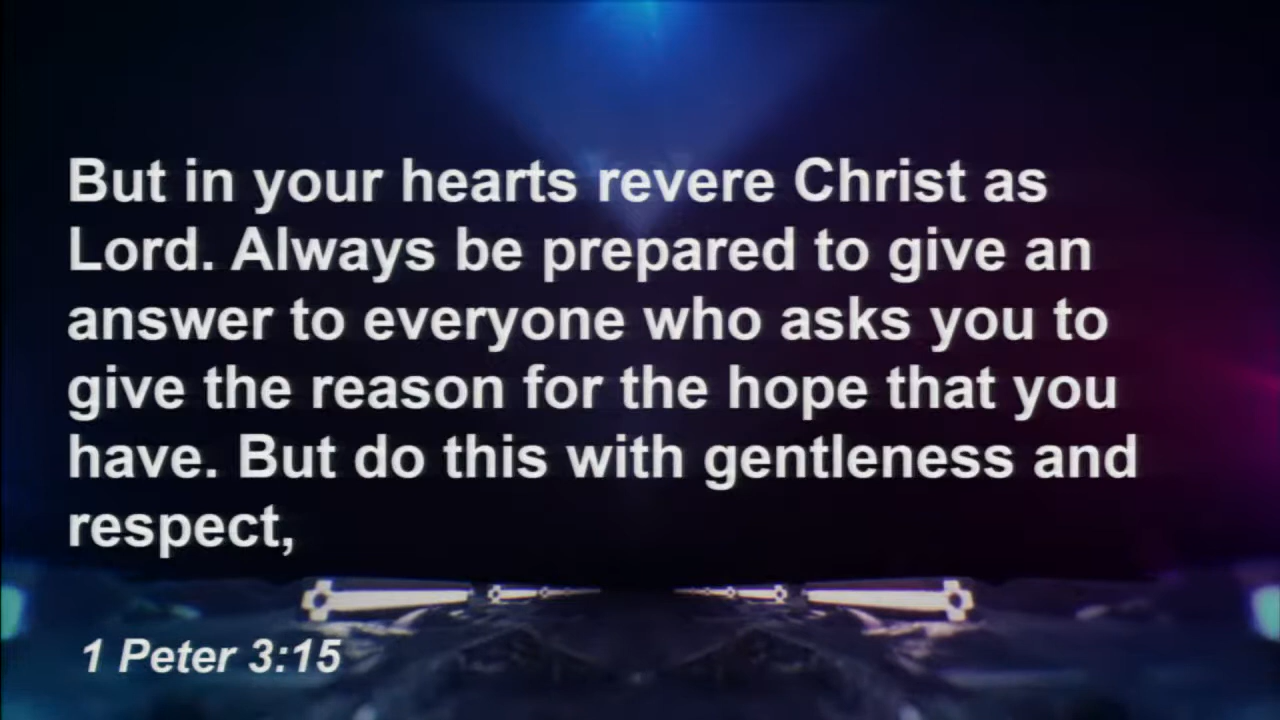 But in your hearts revere Christ as
Lord. Always be prepared to give an
answer to everyone who asks you to
give the reason for the hope that you
have. But do this with gentleness and
respect,
1 Peter 3:15